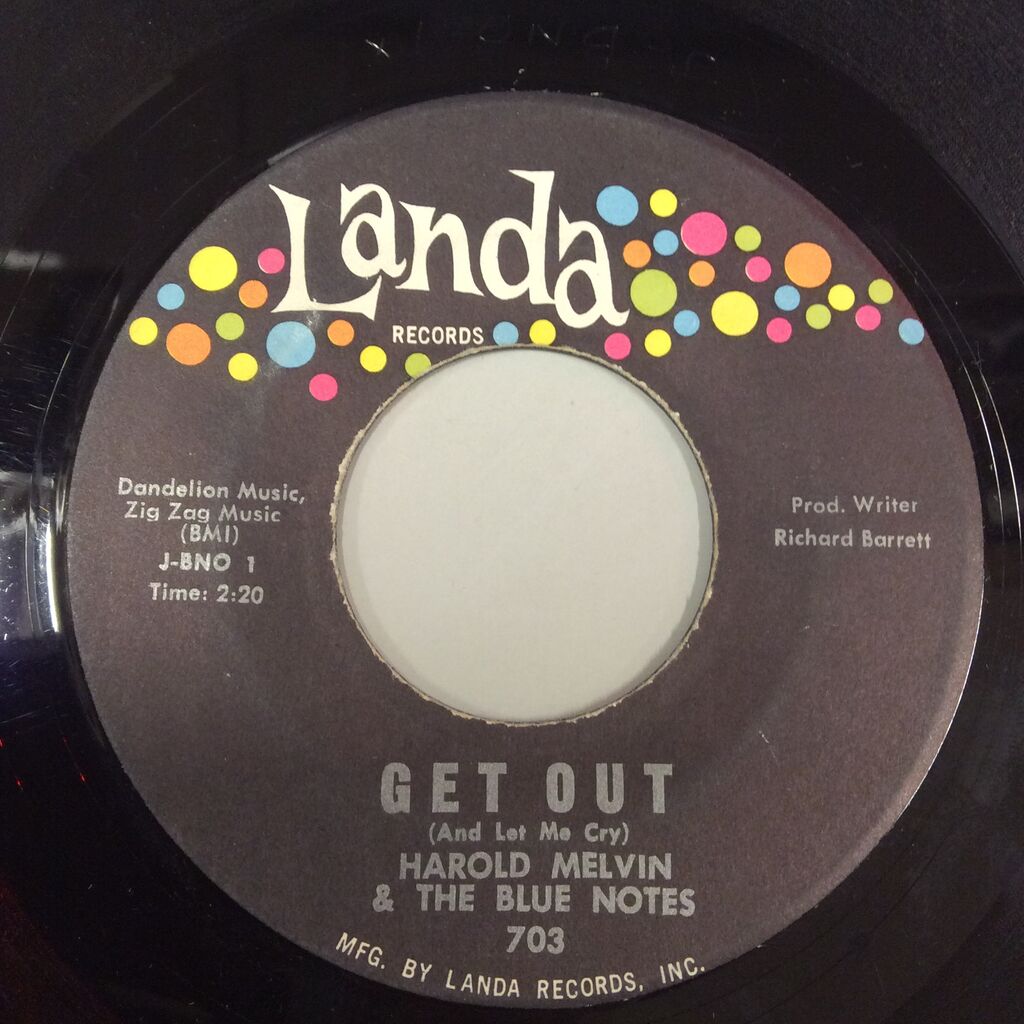 Landa
RECORDS
Dandelion Music,
Zig Zag Music
(BMI)
J-BNO 1
Time: 2:20
Prod. Writer
Richard Barrett
GET OUT
(And Let Me Cry)
HAROLD MELVIN
& THE BLUE NOTES
703
MFG. BY LANDA RECORDS, INC.